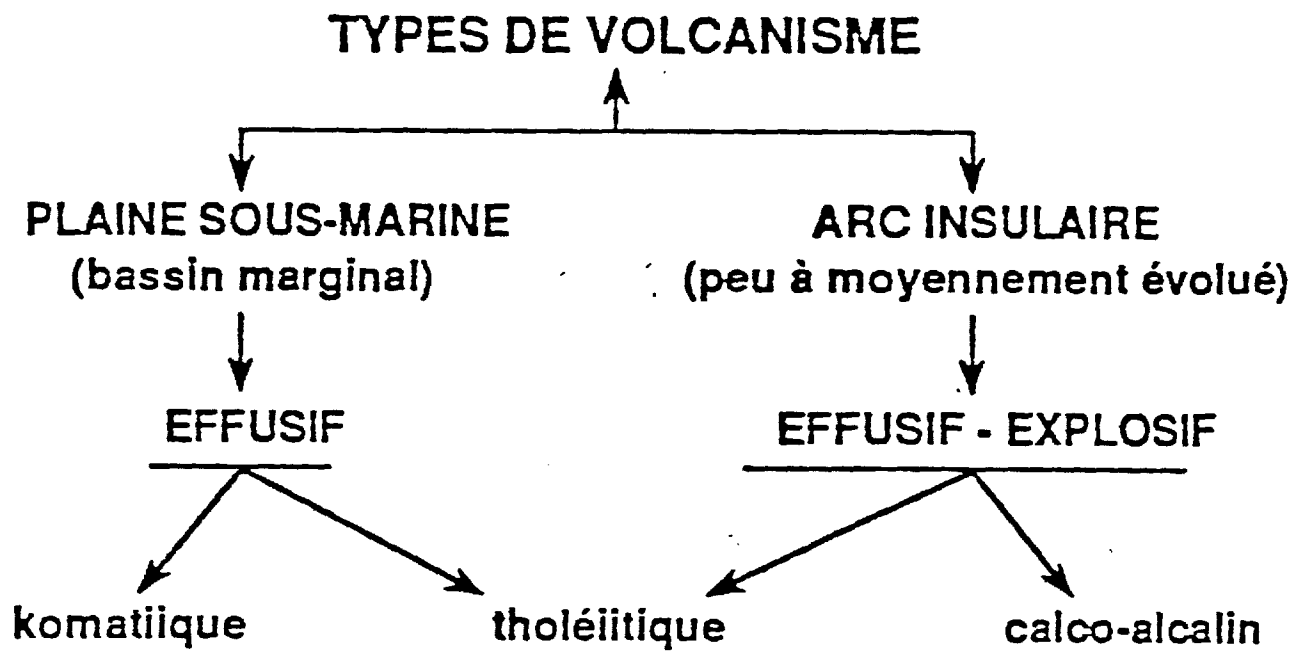 TYPES DE VOLCANISME
PLAINE SOUS-MARINE
(bassin marginal)
ARC INSULAIRE
(peu à moyennement évolué)
EFFUSIF
EFFUSIF - EXPLOSIF
komatiique
tholéiitique
calco-alcalin